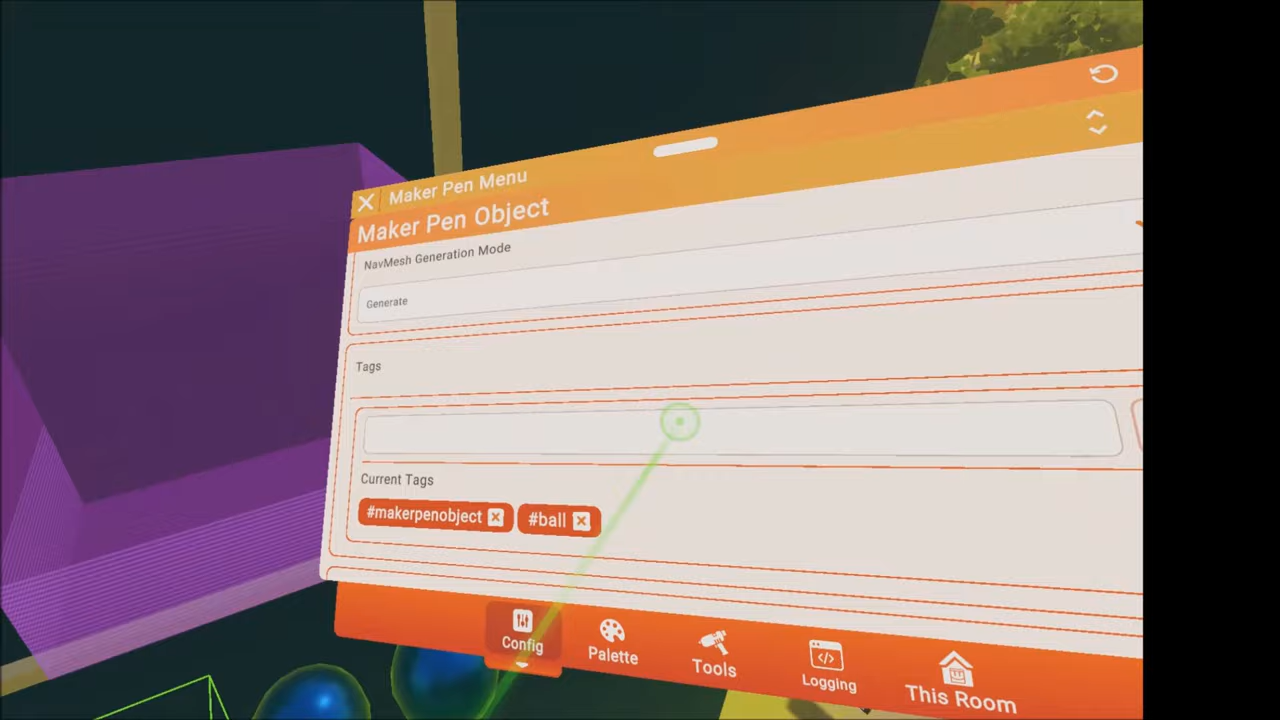 Maker Pen Menu
Maker Pen Object
NavMesh Generation Mode
Generate
Tags
Current Tags
#makerpenobject #ball
Config Palette Tools Logging This Room